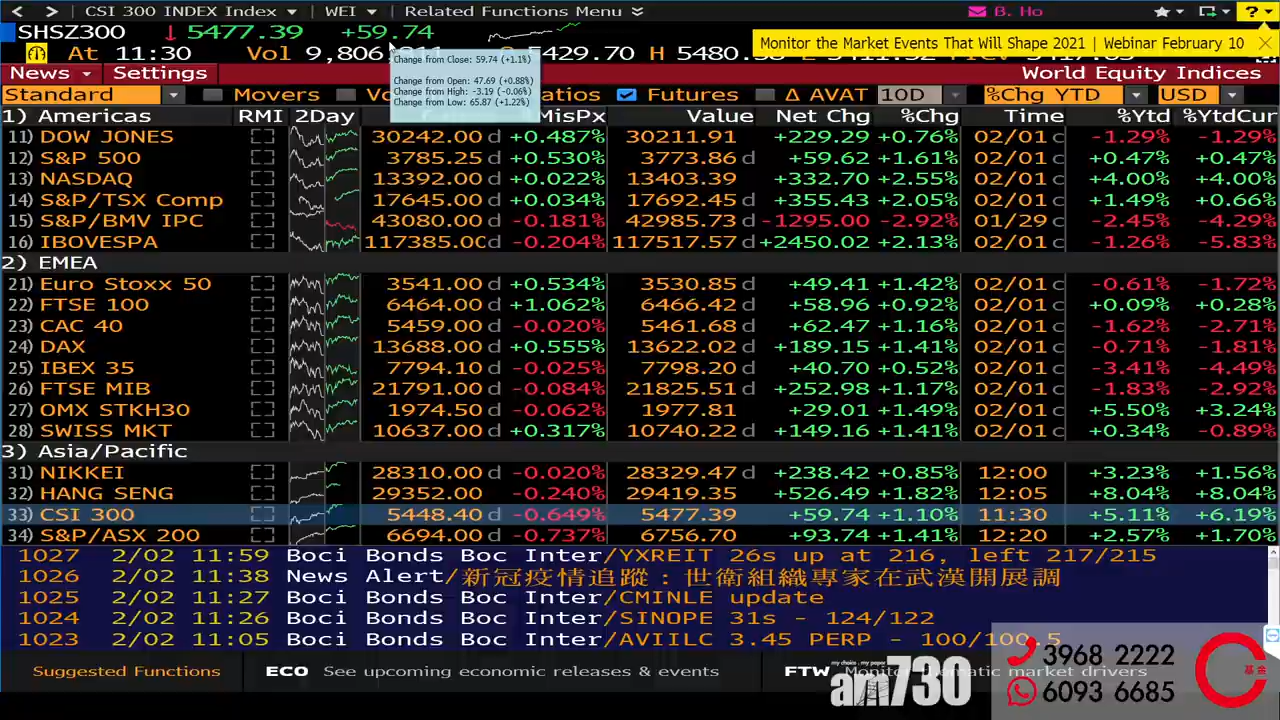 < > CSI 300 INDEX Index WEI Related Functions Menu B. Ho ?
SHSZ300 ↓ 5477.39 +59.74
Monitor the Market Events That Will Shape 2021 | Webinar February 10
At 11:30 Vol 5429.70 H
News Settings World Equity Indices
Change from Close: 59.74 (+1.1%)
Change from Open: 47.69 (+0.88%)
Change from High: -3.19 (-0.06%)
Change from Low: 65.87 (+1.22%)
Standard Movers Futures Δ AVAT 10D %Chg YTD USD
1) Americas RMI 2Day MisPx Value Net Chg %Chg Time %Ytd %YtdCur
11) DOW JONES 30242.00 d +0.487% 30211.91 +229.29 +0.76% 02/01 c -1.29% -1.29%
12) S&P 500 3785.25 d +0.530% 3773.86 d +59.62 +1.61% 02/01 c +0.47% +0.47%
13) NASDAQ 13392.00 d +0.022% 13403.39 +332.70 +2.55% 02/01 c +4.00% +4.00%
14) S&P/TSX Comp 17645.00 d +0.034% 17692.45 d +355.43 +2.05% 02/01 c +1.49% +0.66%
15) S&P/BMV IPC 43080.00 d -0.181% 42985.73 d -1295.00 -2.92% 01/29 c -2.45% -4.29%
16) IBOVESPA 117385.00 d -0.204% 117517.57 d +2450.02 +2.13% 02/01 c -1.26% -5.83%
2) EMEA
21) Euro Stoxx 50 3541.00 d +0.534% 3530.85 d +49.41 +1.42% 02/01 c -0.61% -1.72%
22) FTSE 100 6464.00 d +1.062% 6466.42 d +58.96 +0.92% 02/01 c +0.09% +0.28%
23) CAC 40 5459.00 d -0.020% 5461.68 d +62.47 +1.16% 02/01 c -1.62% -2.71%
24) DAX 13688.00 d +0.555% 13622.02 d +189.15 +1.41% 02/01 c -0.71% -1.81%
25) IBEX 35 7794.10 d -0.025% 7798.20 d +40.70 +0.52% 02/01 c -3.41% -4.49%
26) FTSE MIB 21791.00 d -0.084% 21825.51 d +252.98 +1.17% 02/01 c -1.83% -2.92%
27) OMX STKH30 1974.50 d -0.062% 1977.81 +29.01 +1.49% 02/01 c +5.50% +3.24%
28) SWISS MKT 10637.00 d +0.317% 10740.22 d +149.16 +1.41% 02/01 c +0.34% -0.89%
3) Asia/Pacific
31) NIKKEI 28310.00 d -0.020% 28329.47 d +238.42 +0.85% 12:00 +3.23% +1.56%
32) HANG SENG 29352.00 -0.240% 29419.35 +526.49 +1.82% 12:05 +8.04% +8.04%
33) CSI 300 5448.40 d -0.649% 5477.39 +59.74 +1.10% 11:30 +5.11% +6.19%
34) S&P/ASX 200 6694.00 d -0.737% 6756.70 +93.74 +1.41% 12:20 +2.57% +1.70%
1027 2/02 11:59 Boci Bonds Boc Inter/YXREIT 26s up at 216, left 217/215
1026 2/02 11:38 News Alert/新冠疫情追蹤：世衛組織專家在武漢開展調
1025 2/02 11:27 Boci Bonds Boc Inter/CMINLE update
1024 2/02 11:26 Boci Bonds Boc Inter/SINOPE 31s - 124/122
1023 2/02 11:05 Boci Bonds Boc Inter/AVIILC 3.45 PERP - 100/100.5
Suggested Functions ECO See upcoming economic releases & events FTW market drivers
my choice . my paper
am730
3968 2222
6093 6685
基金